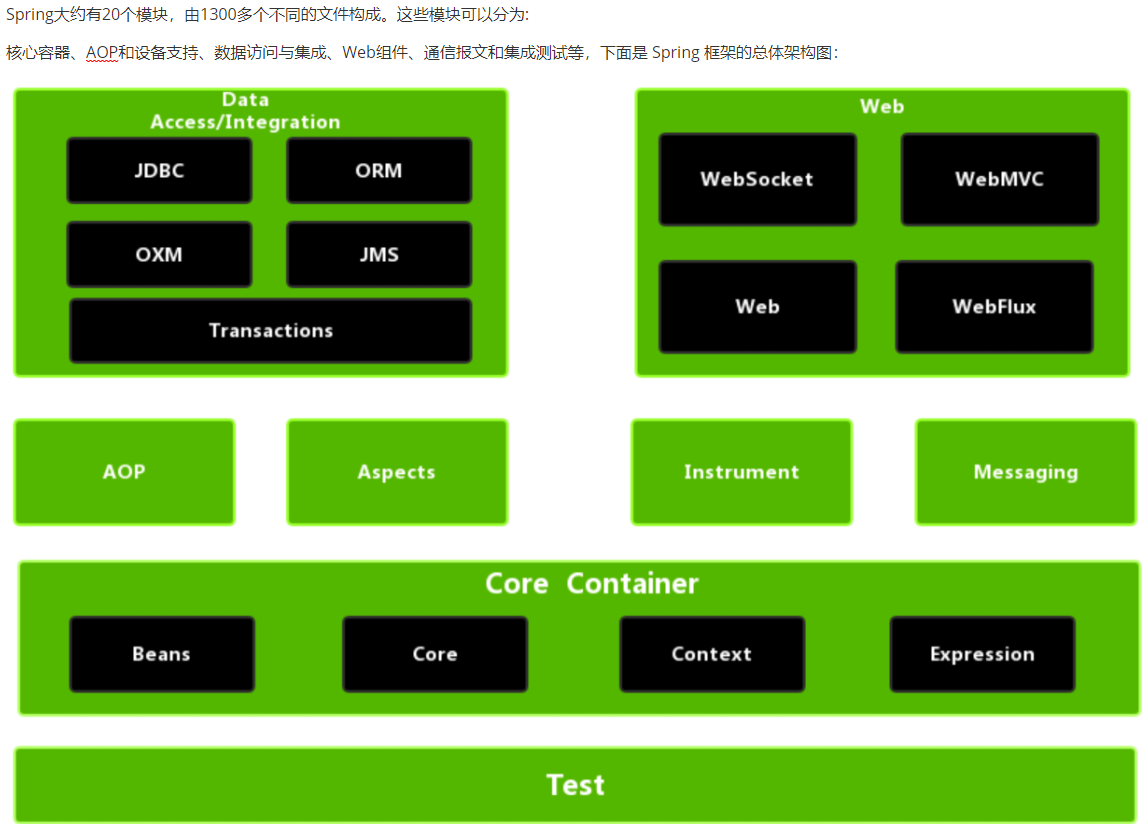 Spring大约有20个模块，由1300多个不同的文件构成。这些模块可以分为:
核心容器、AOP和设备支持、数据访问与集成、Web组件、通信报文和集成测试等，下面是 Spring 框架的总体架构图：
Data
Access/Integration
JDBC
ORM
OXM
JMS
Transactions
Web
WebSocket
WebMVC
Web
WebFlux
AOP
Aspects
Instrument
Messaging
Core Container
Beans
Core
Context
Expression
Test